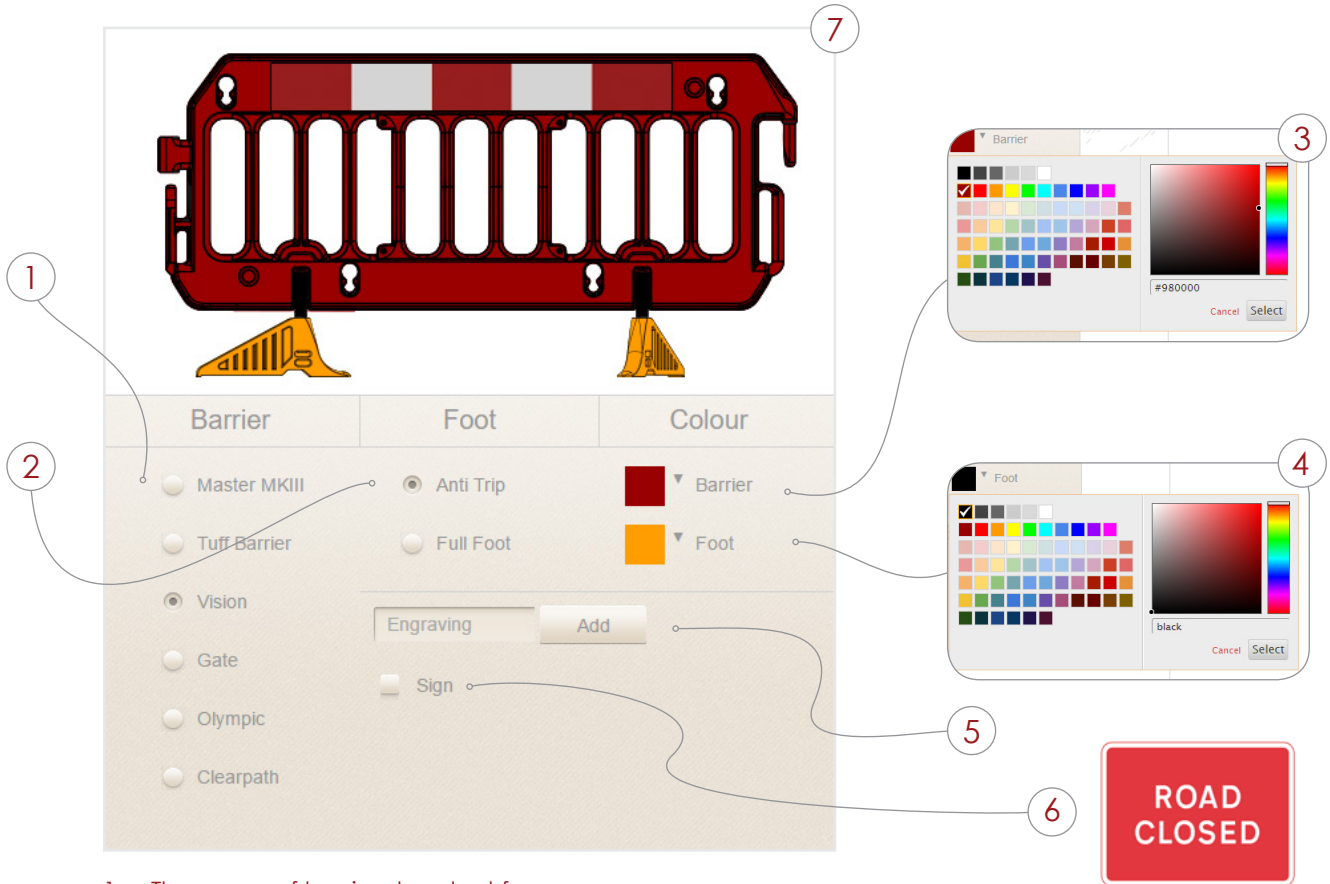 7
Barrier
3
#980000
Cancel Select
1
Barrier Foot Colour
2
Master MKIII Anti Trip Barrier
Tuff Barrier Full Foot Foot
Vision
Engraving Add
Gate
Sign
Olympic
Clearpath
Foot
4
black
Cancel Select
5
6
ROAD
CLOSED